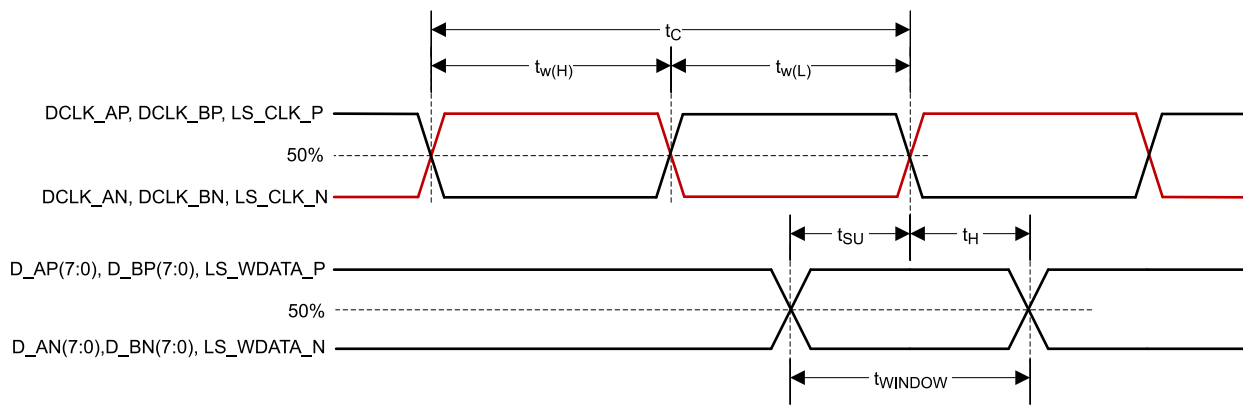 tC
tw(H)
tw(L)
DCLK_AP, DCLK_BP, LS_CLK_P
50%
DCLK_AN, DCLK_BN, LS_CLK_N
tSU
tH
D_AP(7:0), D_BP(7:0), LS_WDATA_P
50%
D_AN(7:0),D_BN(7:0), LS_WDATA_N
tWINDOW